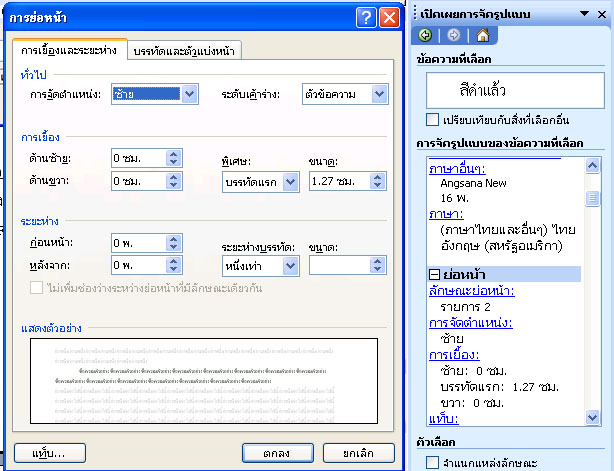 การย่อหน้า
การเยื้องและระยะห่าง บรรทัดและตัวแบ่งหน้า
ทั่วไป
การจัดตำแหน่ง: ซ้าย ระดับเค้าร่าง: ตัวข้อความ
การเยื้อง
ด้านซ้าย: 0 ซม. พิเศษ: ขนาด:
ด้านขวา: 0 ซม. บรรทัดแรก 1.27 ซม.
ระยะห่าง
ก่อนหน้า: 0 พ. ระยะห่างบรรทัด: ขนาด:
หลังจาก: 0 พ. หนึ่งเท่า
ไม่เพิ่มช่องว่างระหว่างย่อหน้าที่มีลักษณะเดียวกัน
แสดงตัวอย่าง
แท็บ... ตกลง ยกเลิก
เปิดเผยการจัดรูปแบบ
ข้อความที่เลือก
สีดำแล้ว
เปรียบเทียบกับสิ่งที่เลือกอื่น
การจัดรูปแบบของข้อความที่เลือก
ภาษาอื่นๆ:
Angsana New
16 พ.
ภาษา:
(ภาษาไทยและอื่นๆ) ไทย
อังกฤษ (สหรัฐอเมริกา)
ย่อหน้า
ลักษณะย่อหน้า:
รายการ 2
การจัดตำแหน่ง:
ซ้าย
การเยื้อง:
ซ้าย: 0 ซม.
บรรทัดแรก: 1.27 ซม.
ขวา: 0 ซม.
แท็บ:
ตัวเลือก
จำแนกแหล่งลักษณะ